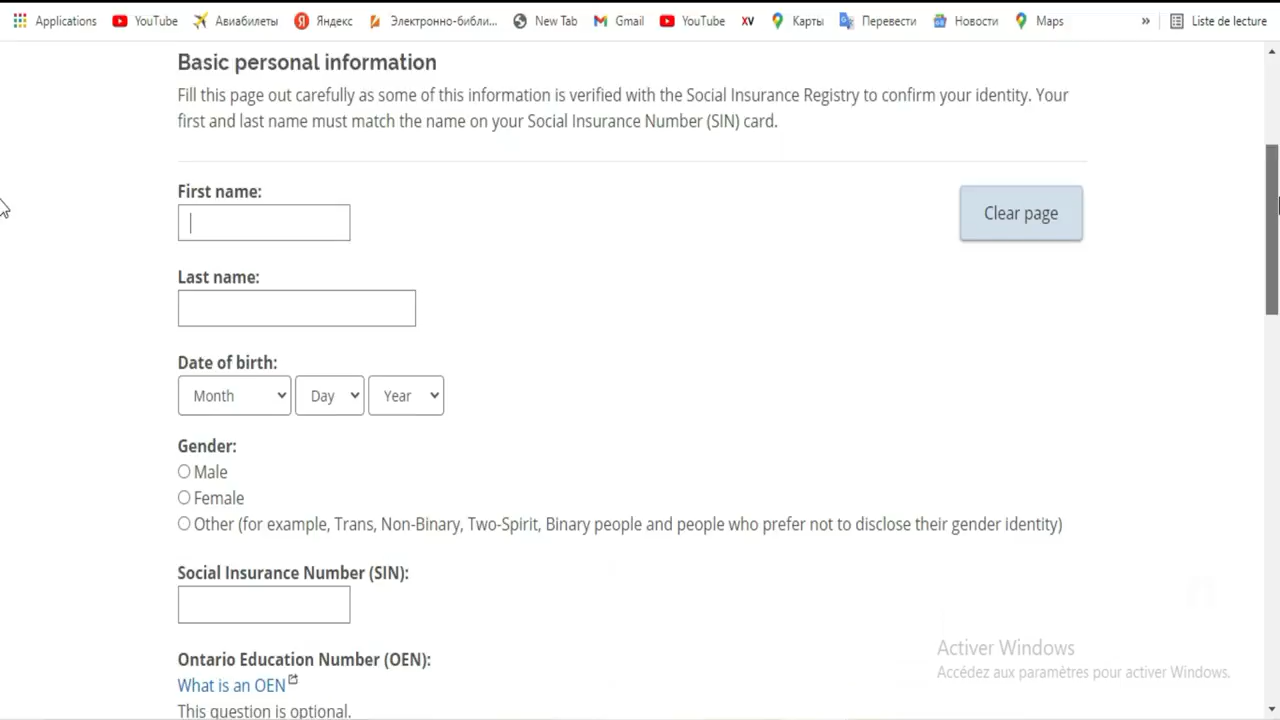 Applications YouTube Авиабилеты Яндекс Электронно-библи... New Tab Gmail YouTube XV Карты Перевести Новости Maps » Liste de lecture
Basic personal information
Fill this page out carefully as some of this information is verified with the Social Insurance Registry to confirm your identity. Your
first and last name must match the name on your Social Insurance Number (SIN) card.
First name:
Clear page
Last name:
Date of birth:
Month Day Year
Gender:
Male
Female
Other (for example, Trans, Non-Binary, Two-Spirit, Binary people and people who prefer not to disclose their gender identity)
Social Insurance Number (SIN):
Ontario Education Number (OEN):
What is an OEN
This question is optional.
Activer Windows
Accédez aux paramètres pour activer Windows.